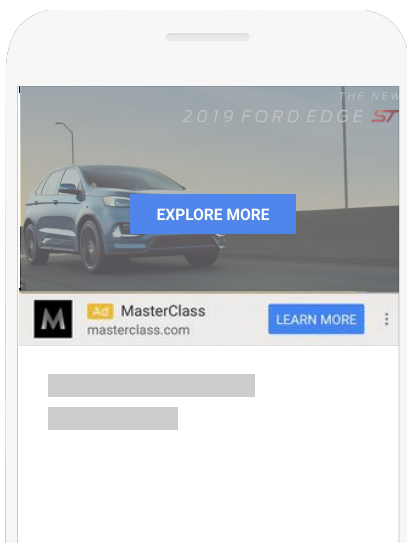 THE NEW
2019 FORD EDGE ST
EXPLORE MORE
M
Ad MasterClass
masterclass.com
LEARN MORE